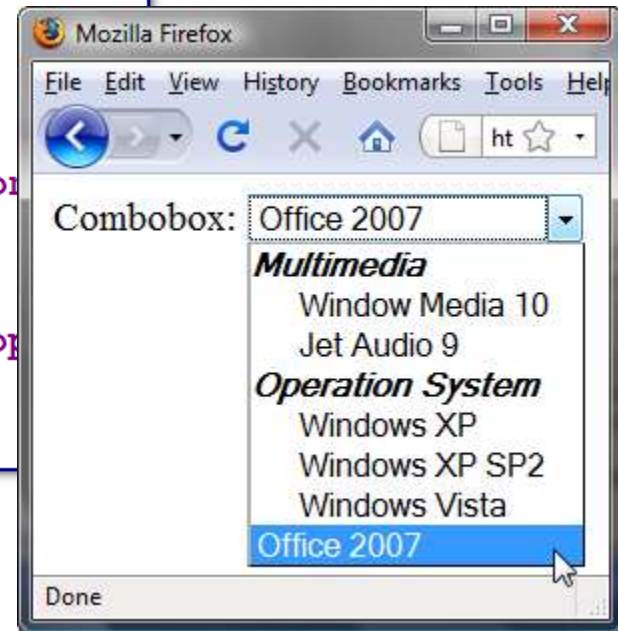 Mozilla Firefox
File Edit View History Bookmarks Tools Help
ht
Combobox: Office 2007
Multimedia
Window Media 10
Jet Audio 9
Operation System
Windows XP
Windows XP SP2
Windows Vista
Office 2007
Done